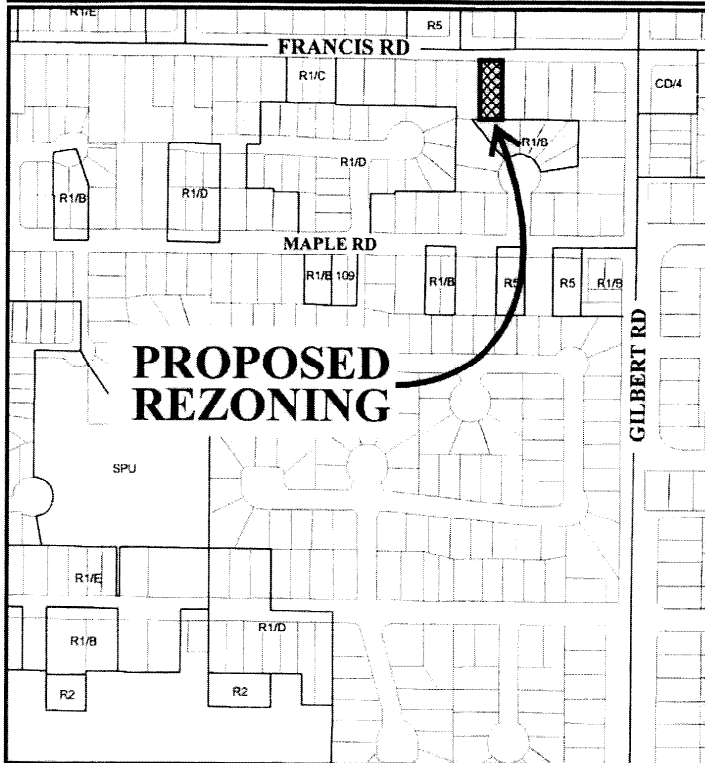 R1/E
R5
FRANCIS RD
R1/C
CD/4
R1/B
R1/D
R1/B
R1/D
MAPLE RD
R1/B 109
R1/B
R5
R5
R1/B
GILBERT RD
PROPOSED
REZONING
SPU
R1/E
R1/D
R1/B
R2
R2